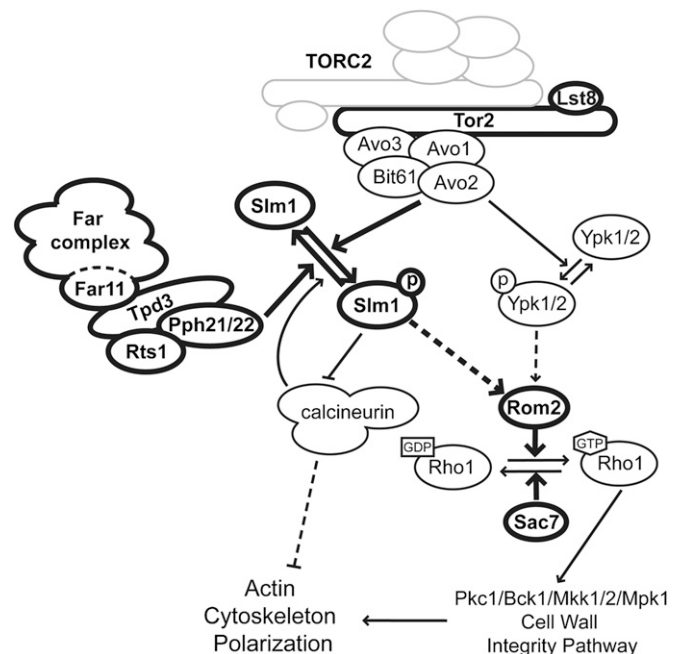 TORC2
Lst8
Tor2
Avo3
Avo1
Bit61
Avo2
Slm1
Far
complex
Ypk1/2
Far11
Tpd3
p
Slm1
p
Ypk1/2
Pph21/22
Rts1
calcineurin
Rom2
GDP
Rho1
GTP
Rho1
Sac7
Actin
Cytoskeleton
Polarization
Pkc1/Bck1/Mkk1/2/Mpk1
Cell Wall
Integrity Pathway